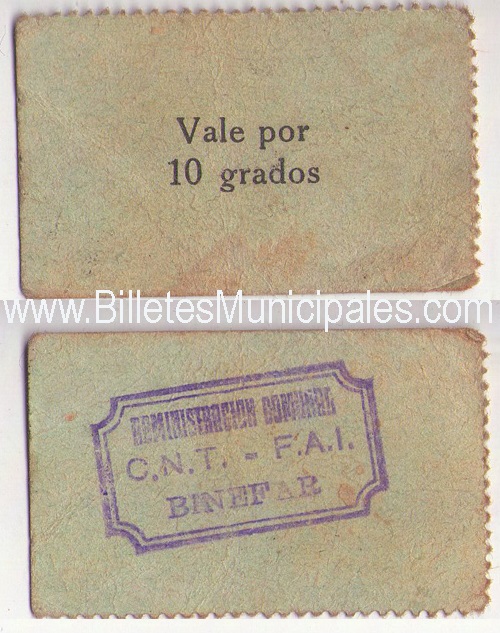 Vale por
10 grados
www.BilletesMunicipales.com
ADMINISTRACION COMUNAL
C.N.T. - F.A.I.
BINEFAR